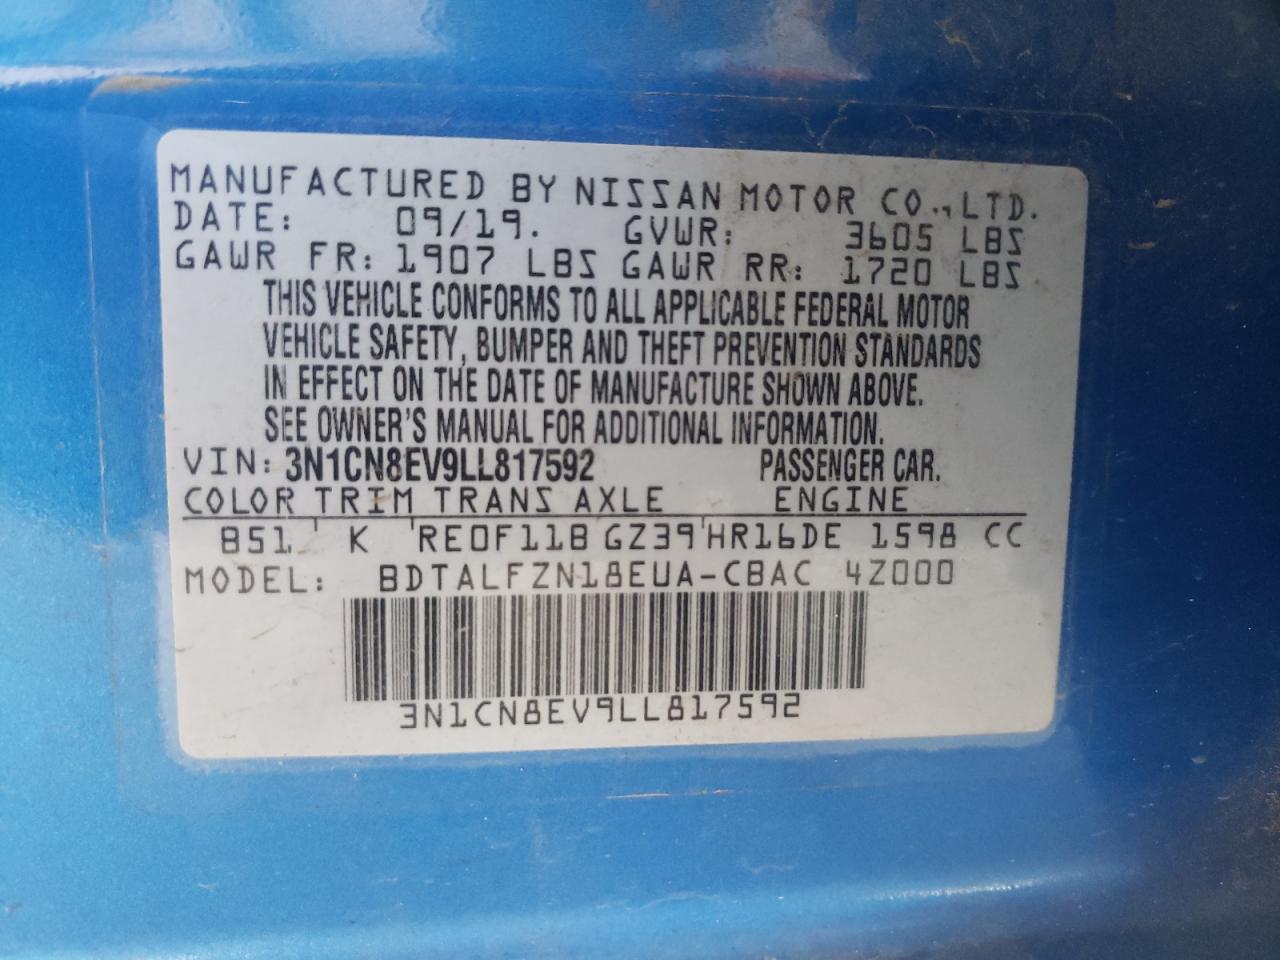 MANUFACTURED BY NISSAN MOTOR CO., LTD.
DATE: 09/19. GVWR: 3605 LBS
GAWR FR: 1907 LBS GAWR RR: 1720 LBS
THIS VEHICLE CONFORMS TO ALL APPLICABLE FEDERAL MOTOR
VEHICLE SAFETY, BUMPER AND THEFT PREVENTION STANDARDS
IN EFFECT ON THE DATE OF MANUFACTURE SHOWN ABOVE.
SEE OWNER'S MANUAL FOR ADDITIONAL INFORMATION.
VIN: 3N1CN8EV9LL817592 PASSENGER CAR.
COLOR TRIM TRANS AXLE ENGINE
B51 K RE0F11B GZ39 HR16DE 1598 CC
MODEL: BDTALFZN18EUA-CBAC 4Z000
3N1CN8EV9LL817592